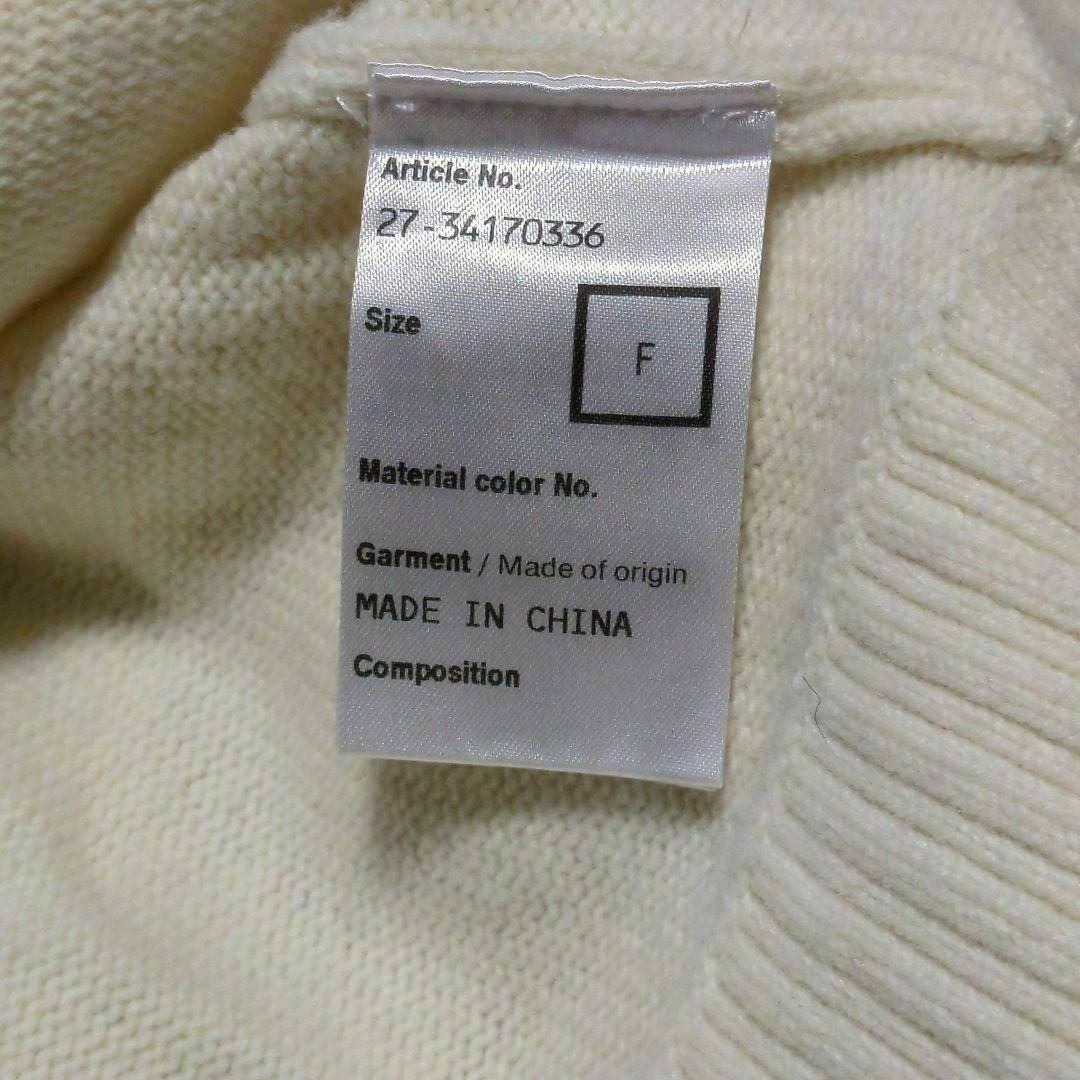 Article No.
27-34170336
Size
F
Material color No.
Garment / Made of origin
MADE IN CHINA
Composition